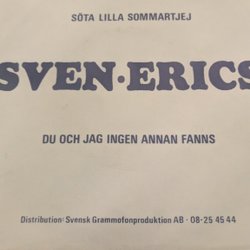 SÖTA LILLA SOMMARTJEJ
SVEN·ERICS
DU OCH JAG INGEN ANNAN FANNS
Distribution: Svensk Grammofonproduktion AB · 08-25 45 44